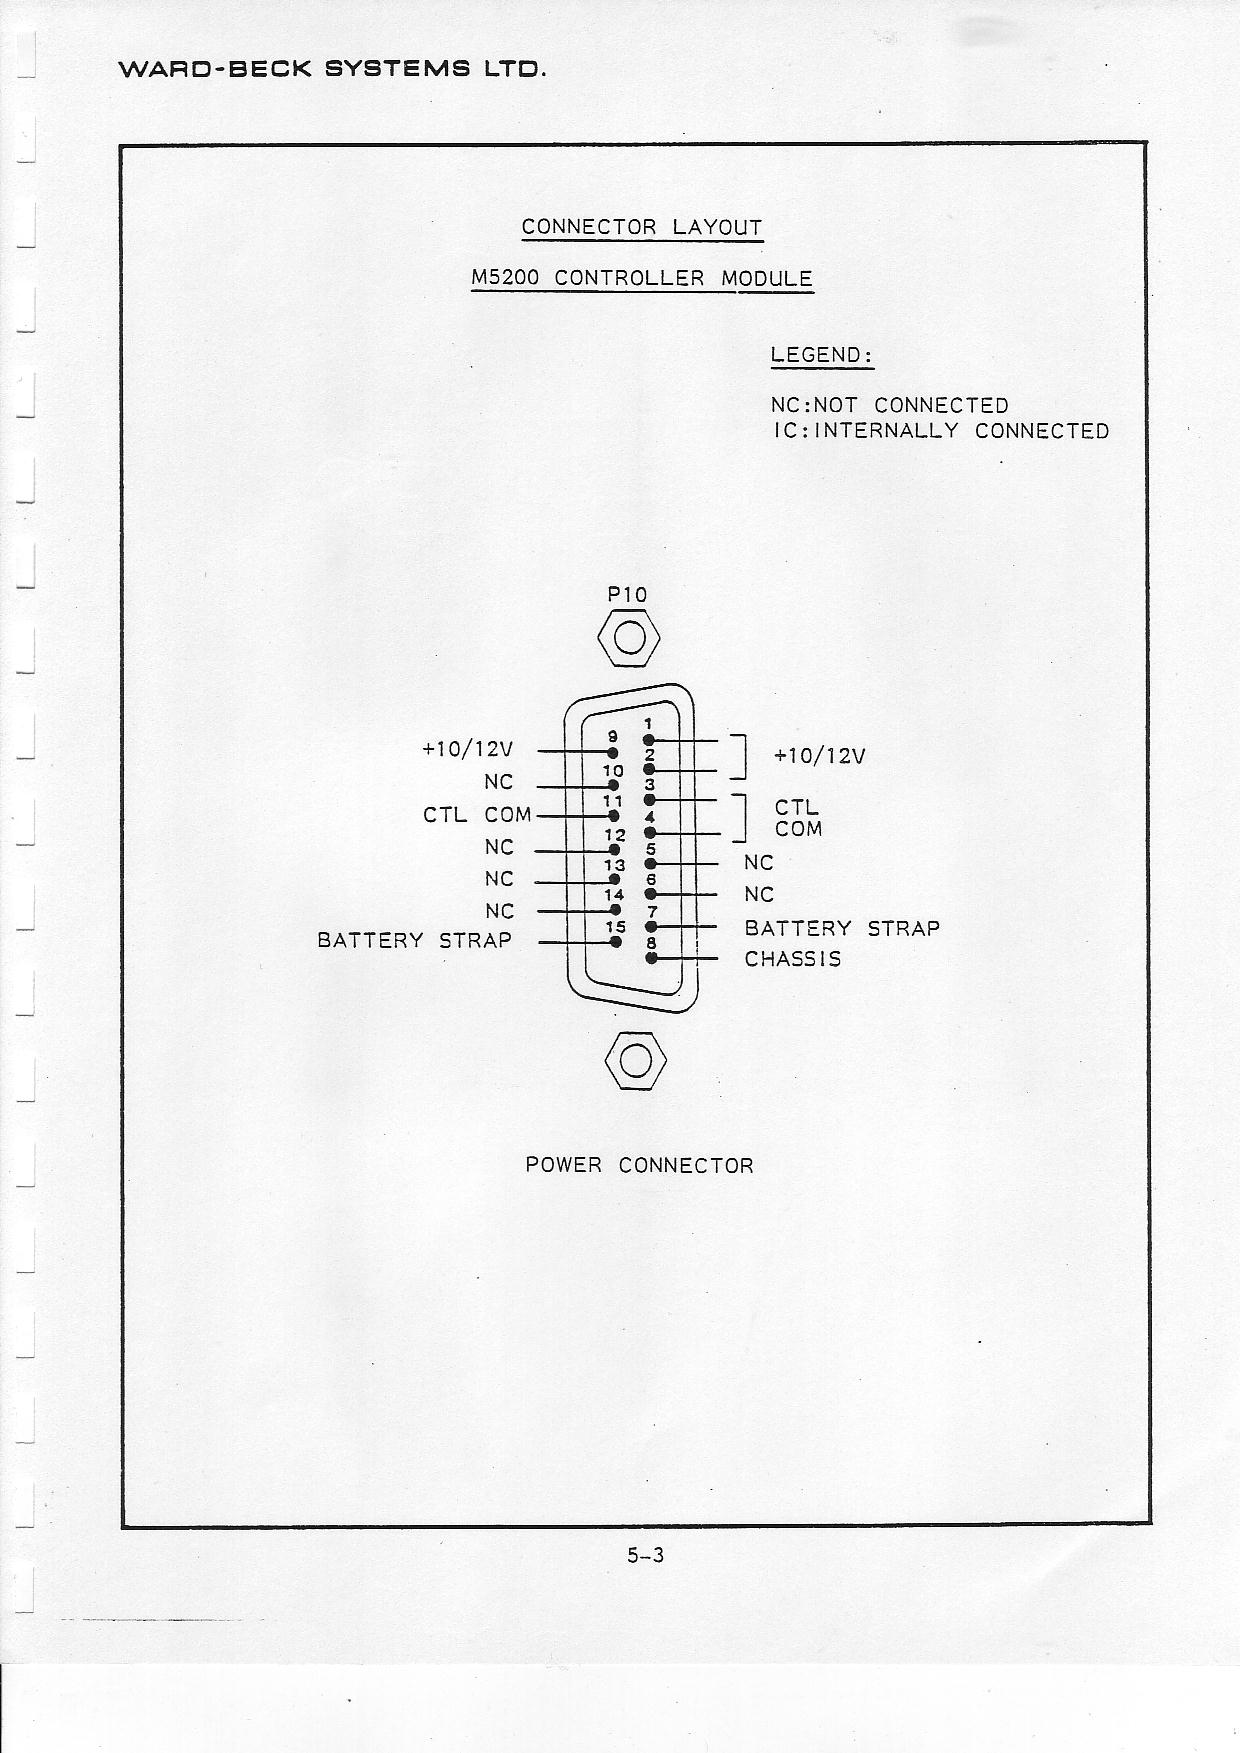 WARD-BECK SYSTEMS LTD.
CONNECTOR LAYOUT
M5200 CONTROLLER MODULE
LEGEND:
NC:NOT CONNECTED
IC:INTERNALLY CONNECTED
P10
1
9
+10/12V
2
+10/12V
10
NC
3
11
CTL COM
4
CTL
COM
12
NC
5
NC
13
NC
6
NC
14
NC
7
BATTERY STRAP
15
BATTERY STRAP
8
CHASSIS
POWER CONNECTOR
5-3